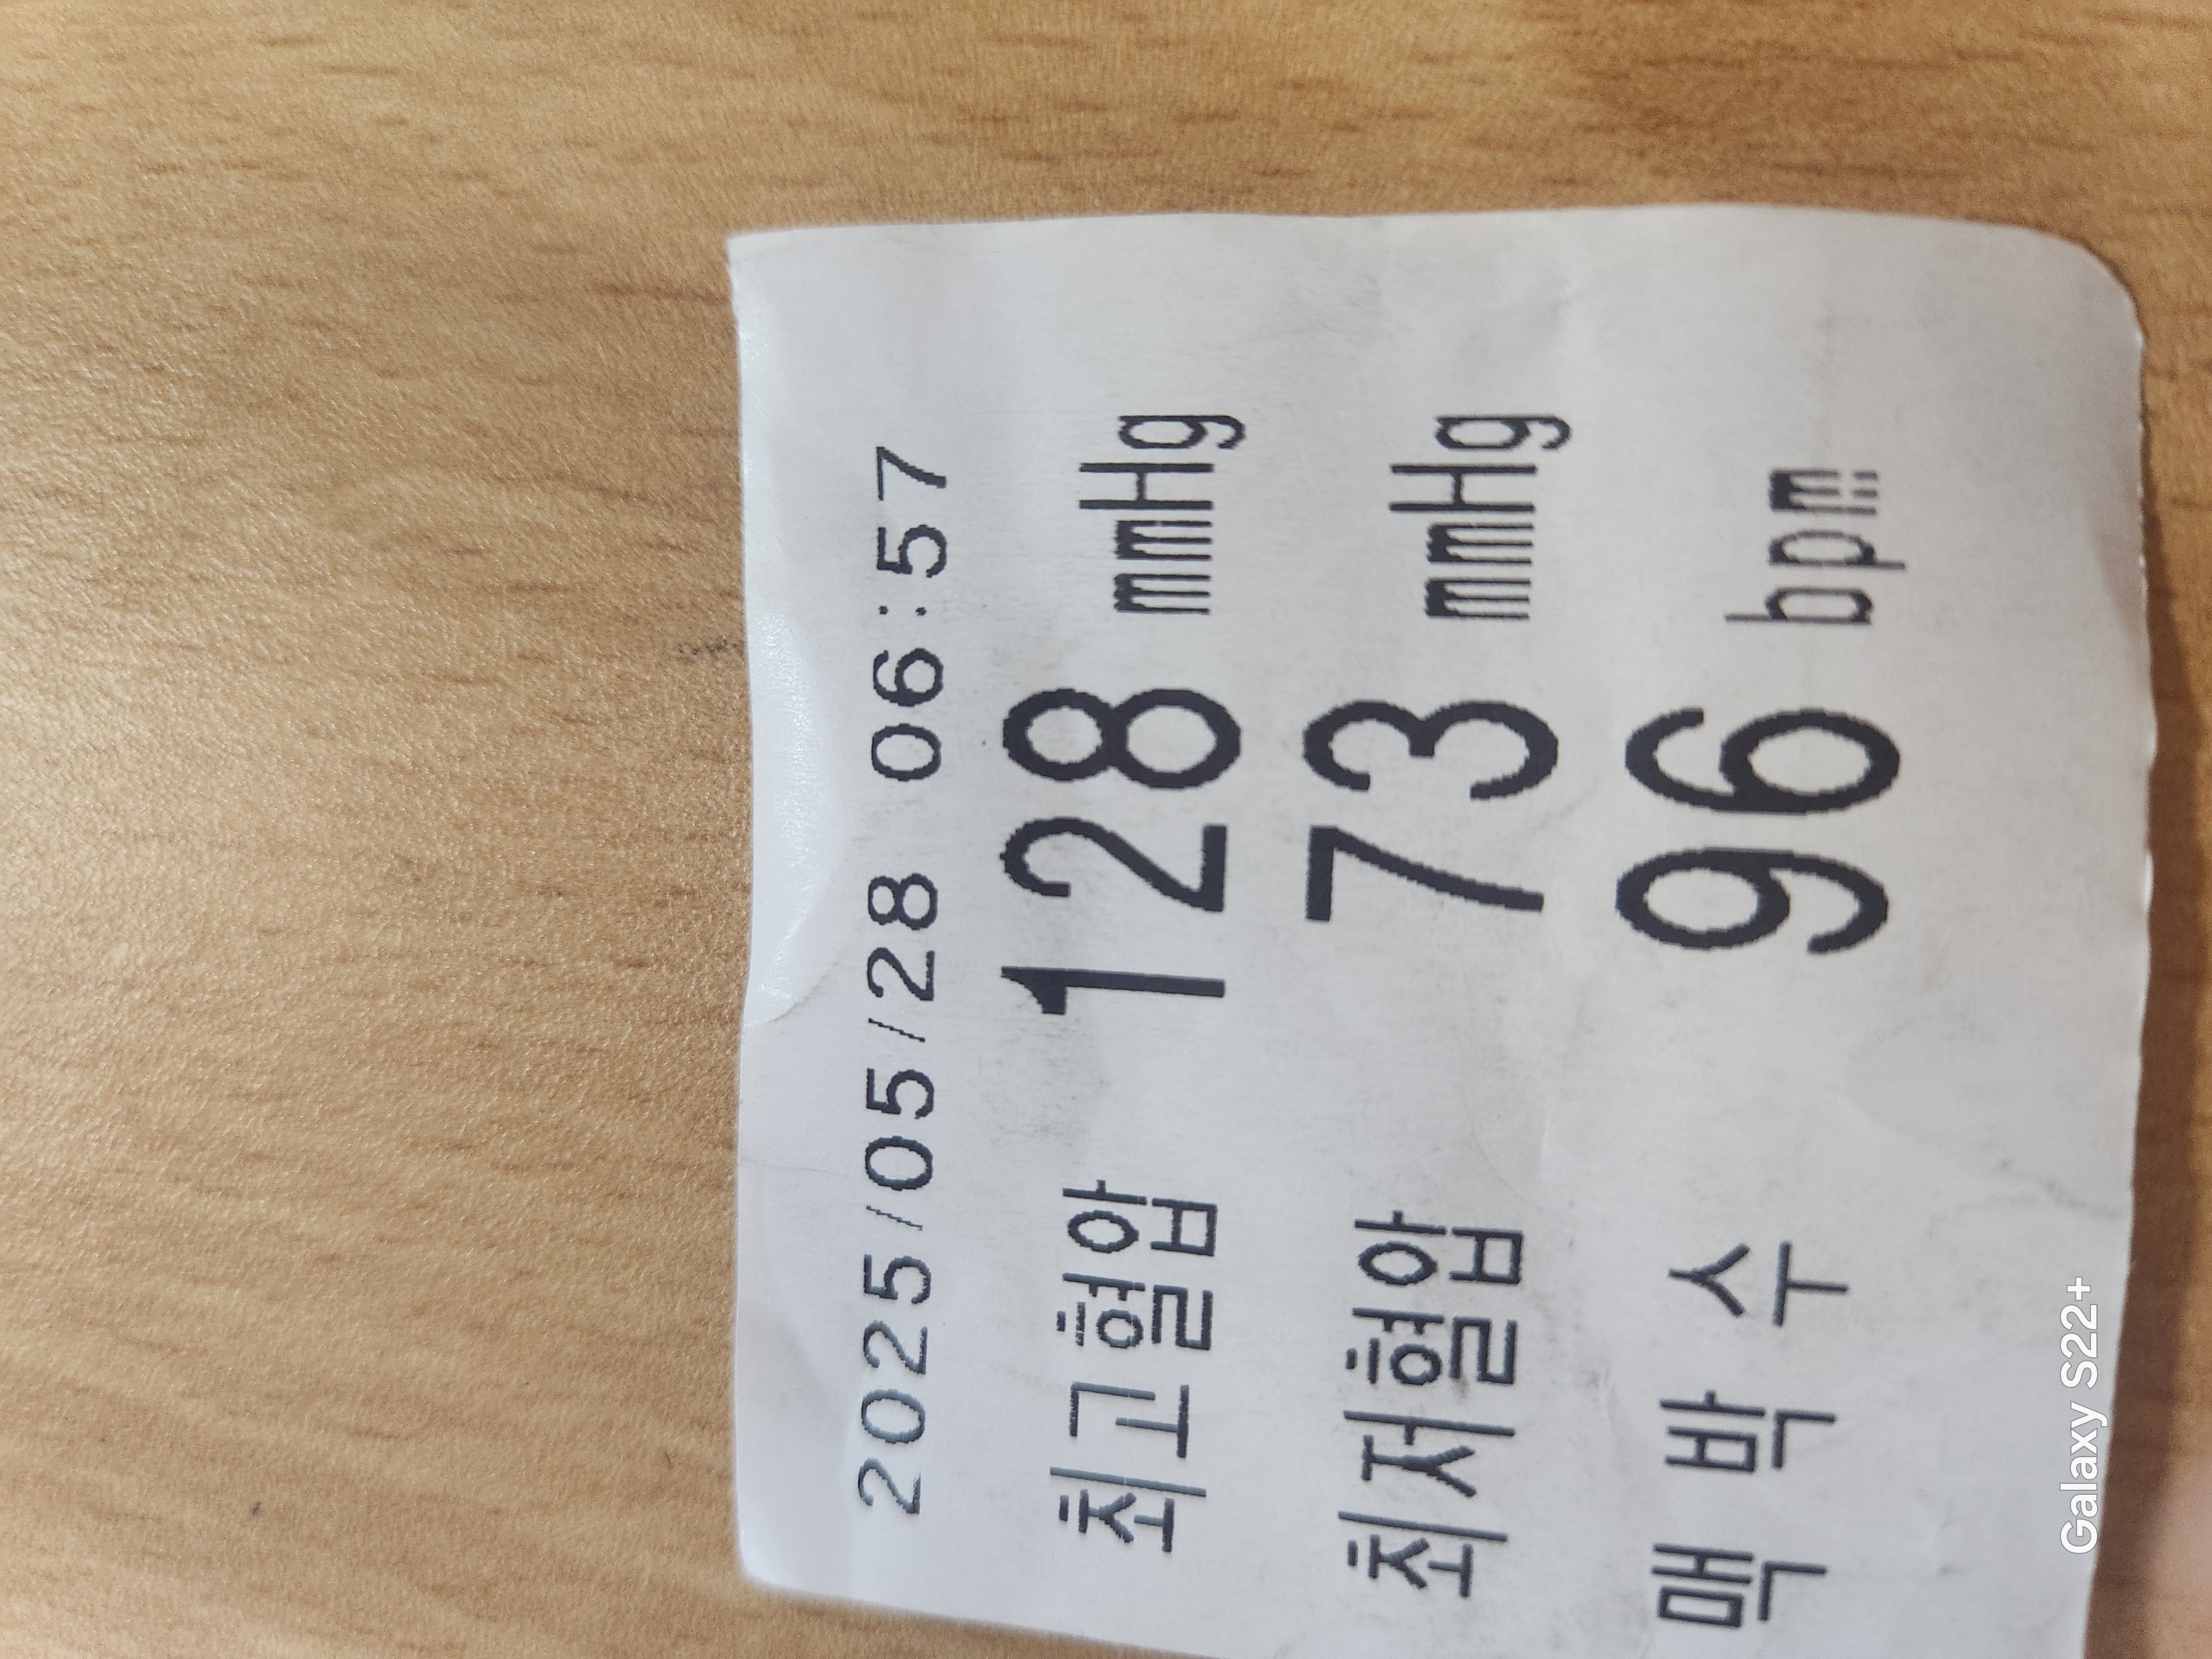 2025/05/28 06:57
최고혈압 128 mmHg
최저혈압 73 mmHg
맥 박 수 96 bpm
Galaxy S22+